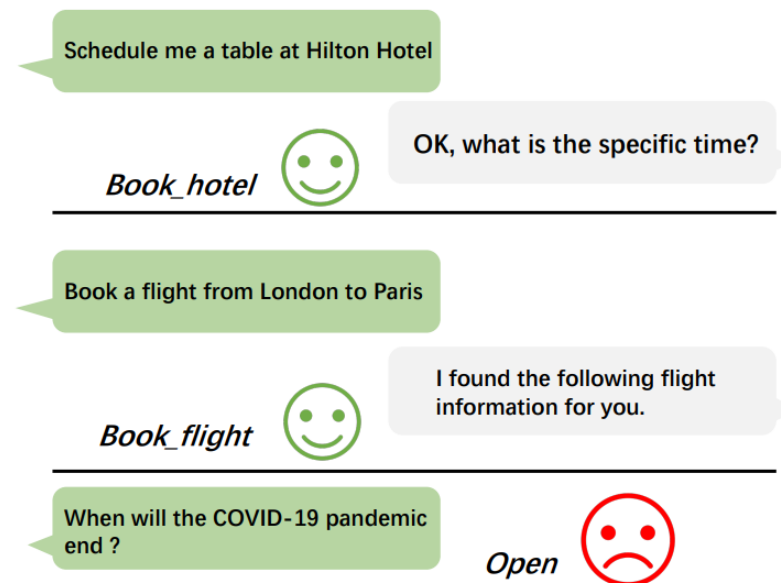 Schedule me a table at Hilton Hotel
OK, what is the specific time?
Book_hotel
Book a flight from London to Paris
I found the following flight
information for you.
Book_flight
When will the COVID-19 pandemic
end ?
Open